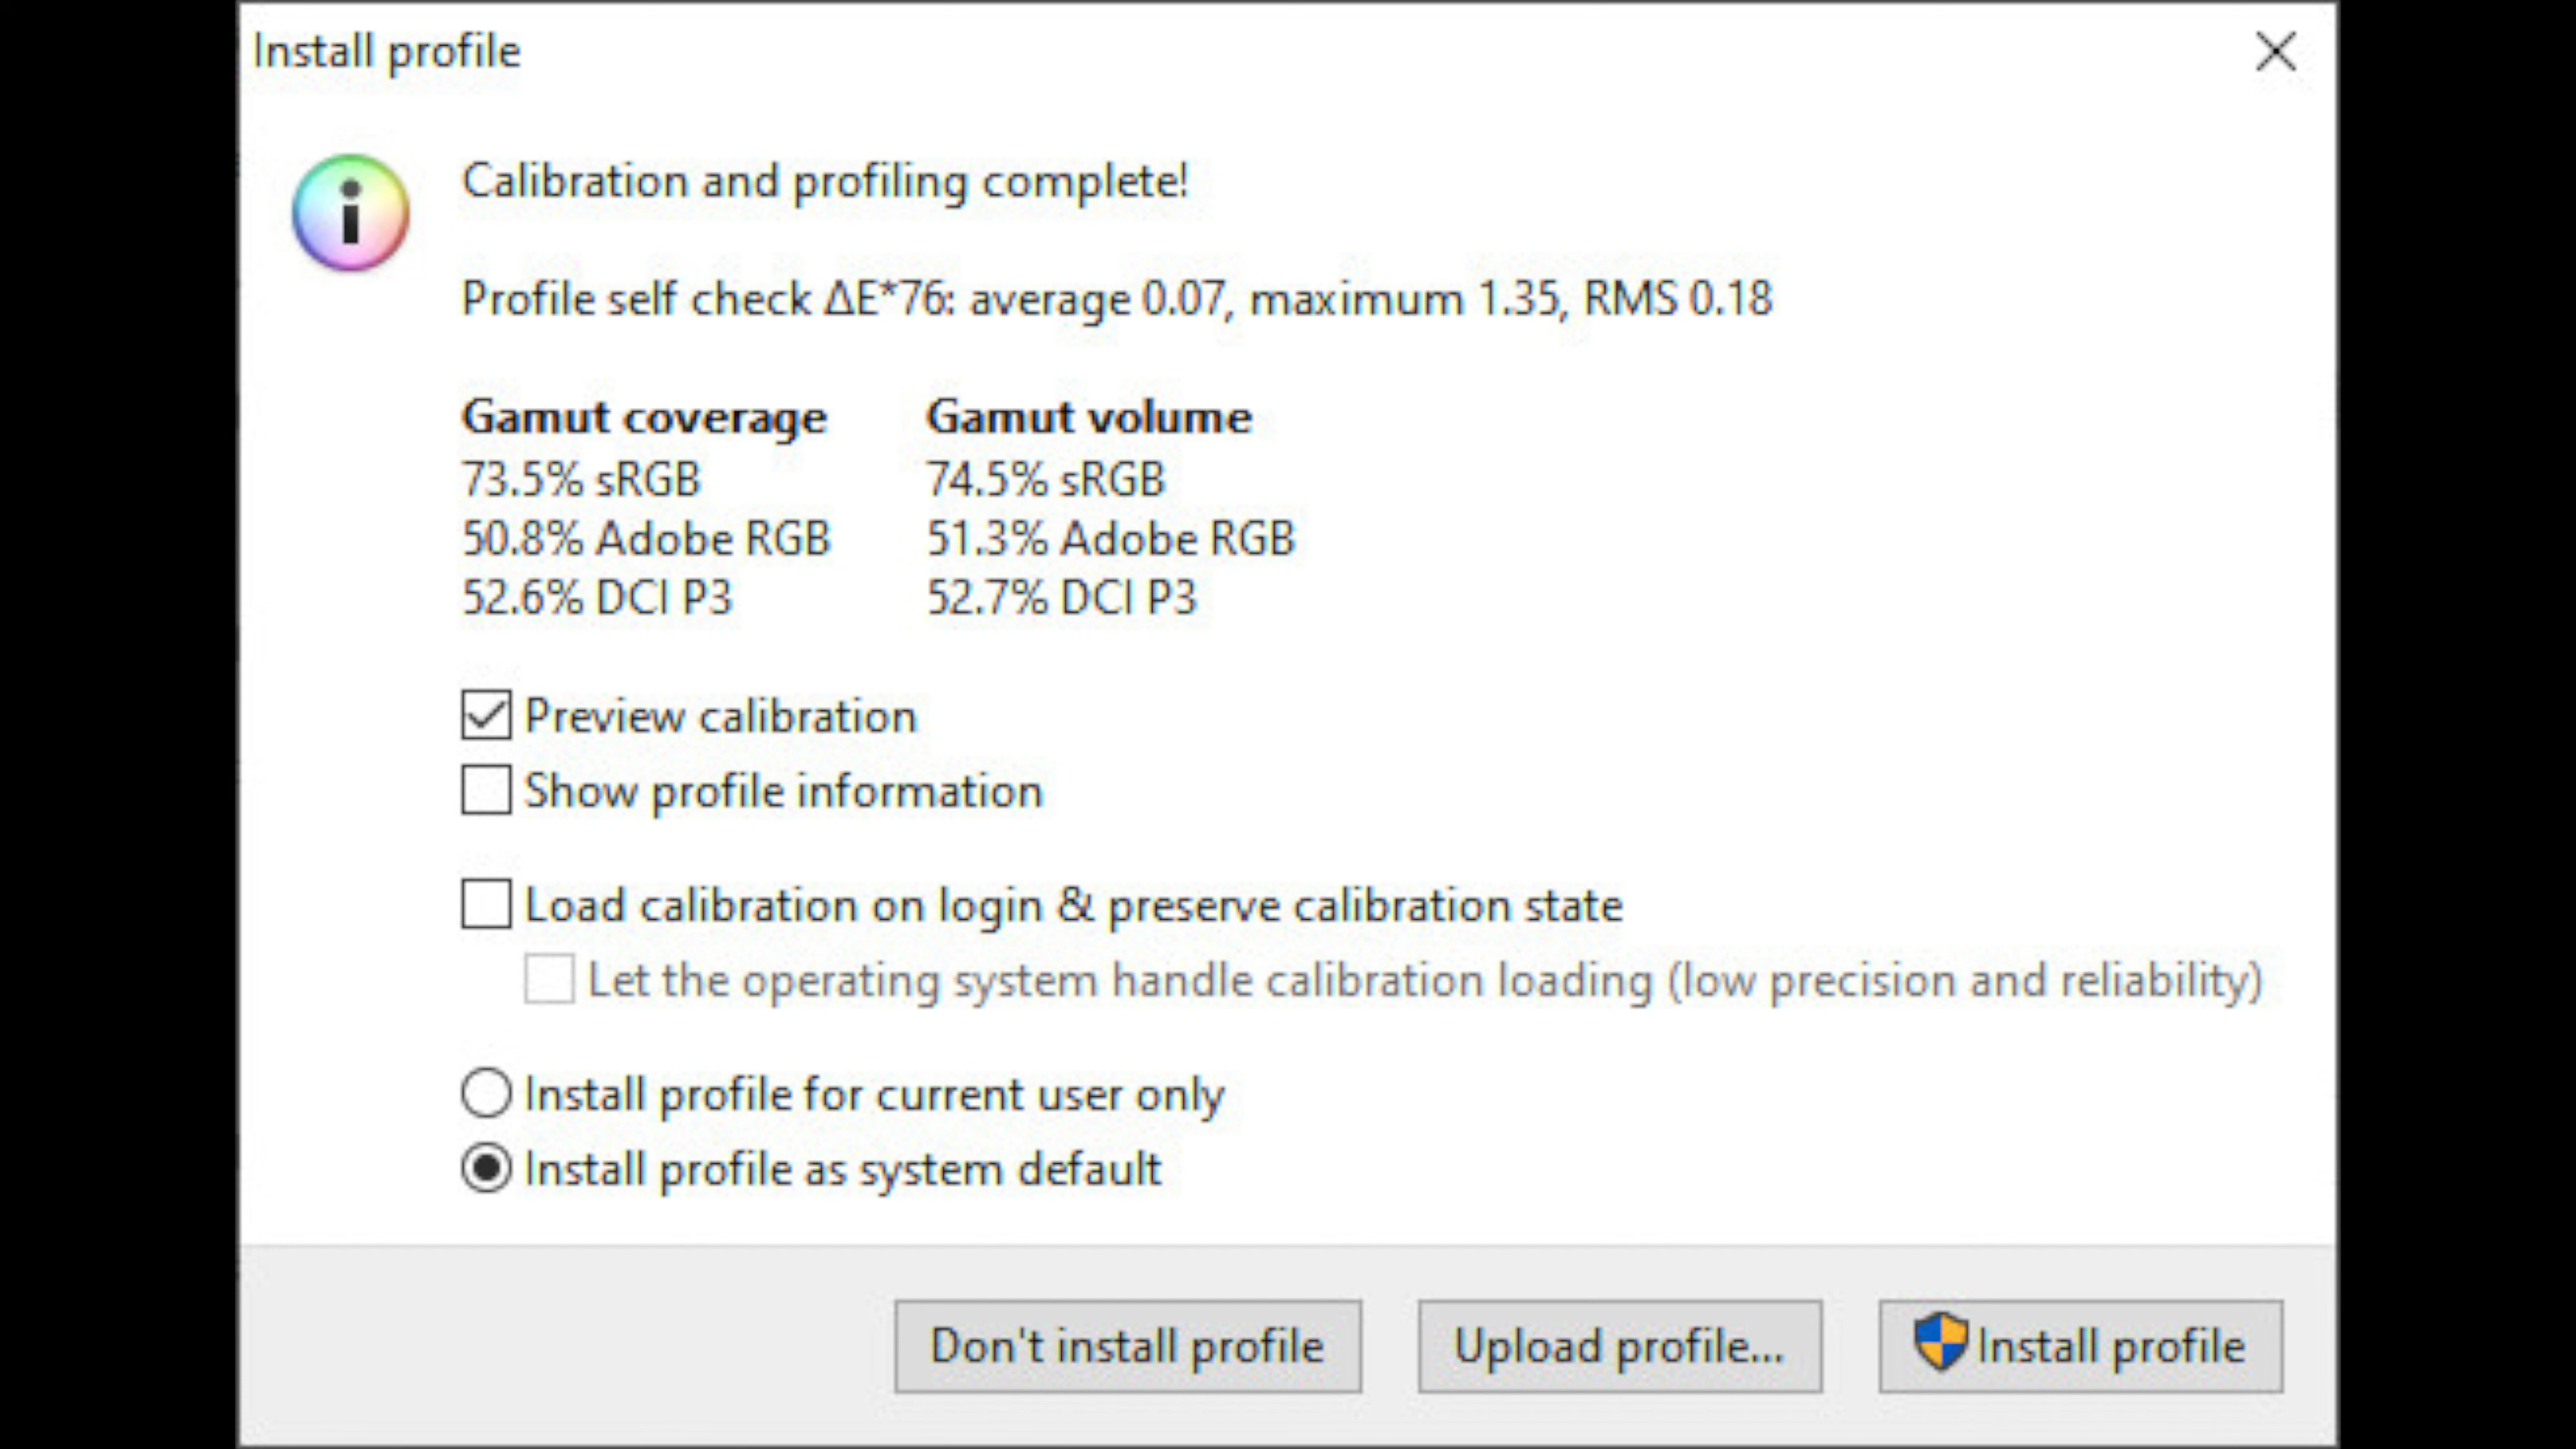 Install profile
Calibration and profiling complete!
Profile self check ΔE*76: average 0.07, maximum 1.35, RMS 0.18
Gamut coverage Gamut volume
73.5% sRGB 74.5% sRGB
50.8% Adobe RGB 51.3% Adobe RGB
52.6% DCI P3 52.7% DCI P3
Preview calibration
Show profile information
Load calibration on login & preserve calibration state
Let the operating system handle calibration loading (low precision and reliability)
Install profile for current user only
Install profile as system default
Don't install profile Upload profile... Install profile